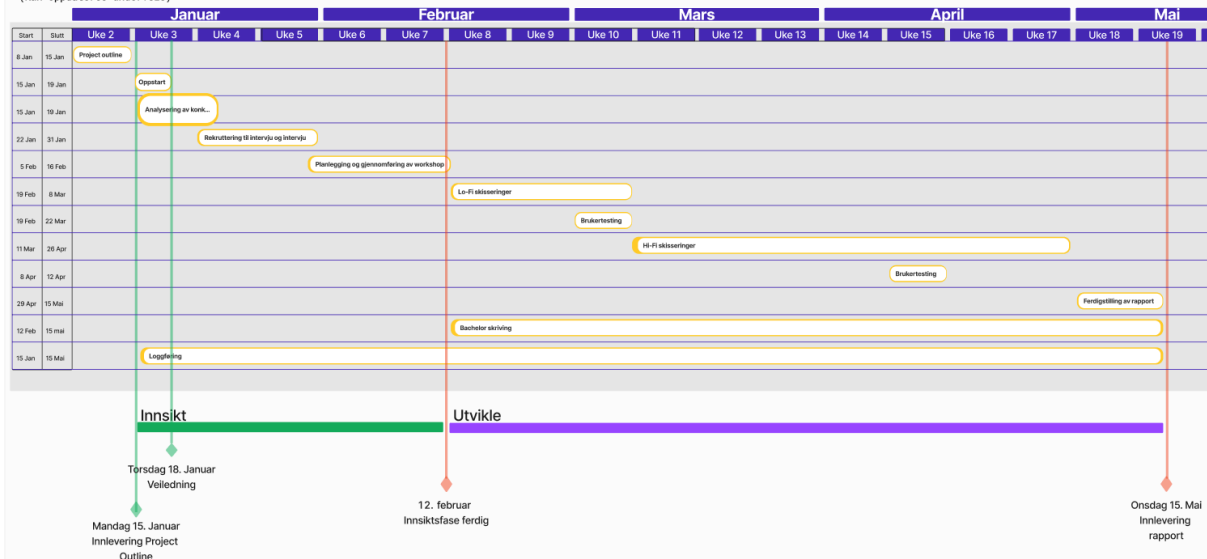 Januar Februar Mars April Mai
Start Slutt Uke 2 Uke 3 Uke 4 Uke 5 Uke 6 Uke 7 Uke 8 Uke 9 Uke 10 Uke 11 Uke 12 Uke 13 Uke 14 Uke 15 Uke 16 Uke 17 Uke 18 Uke 19
8 Jan 15 Jan Project outline
15 Jan 19 Jan Oppstart
15 Jan 19 Jan Analysering av konk...
22 Jan 31 Jan Rekruttering til intervju og intervju
5 Feb 16 Feb Planlegging og gjennomføring av workshop
19 Feb 8 Mar Lo-Fi skisseringer
19 Feb 22 Mar Brukertesting
11 Mar 26 Apr Hi-Fi skisseringer
8 Apr 12 Apr Brukertesting
29 Apr 15 Mai Ferdigstilling av rapport
12 Feb 15 mai Bachelor skriving
15 Jan 15 Mai Loggføring
Innsikt Utvikle
Torsdag 18. Januar
Veiledning
Mandag 15. Januar
Innlevering Project
Outline
12. februar
Innsiktsfase ferdig
Onsdag 15. Mai
Innlevering
rapport